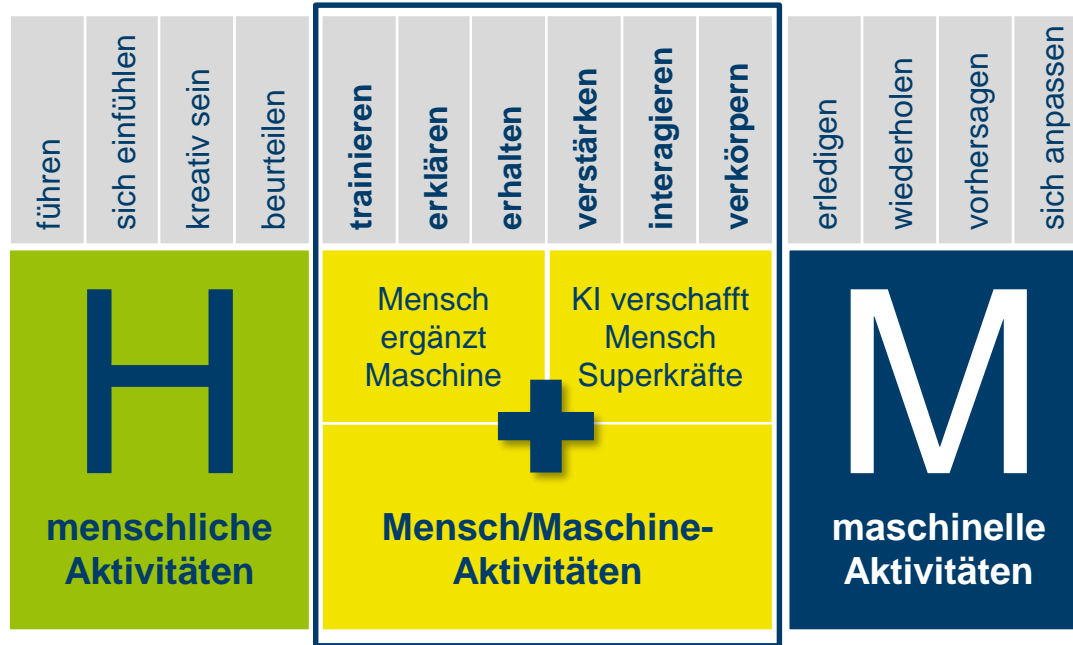 führen
sich einfühlen
kreativ sein
beurteilen
trainieren
erklären
erhalten
verstärken
interagieren
verkörpern
erledigen
wiederholen
vorhersagen
sich anpassen
H
menschliche
Aktivitäten
Mensch
ergänzt
Maschine
KI verschafft
Mensch
Superkräfte
Mensch/Maschine-
Aktivitäten
M
maschinelle
Aktivitäten